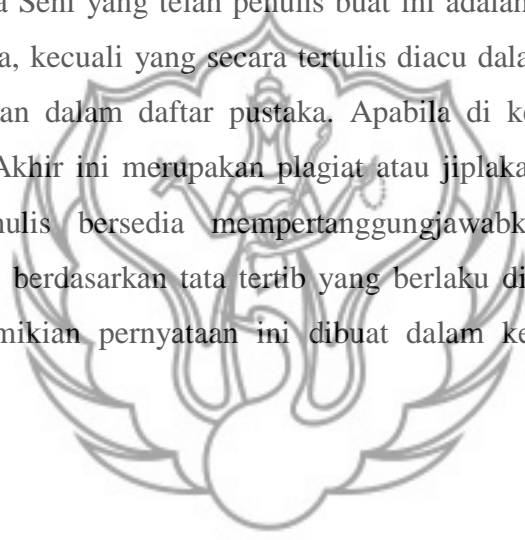 a Seni yang telah penulis buat ini adalah
a, kecuali yang secara tertulis diacu dala
an dalam daftar pustaka. Apabila di ke
Akhir ini merupakan plagiat atau jiplaka
nulis bersedia mempertanggungjawabk
berdasarkan tata tertib yang berlaku di
mikian pernyataan ini dibuat dalam ke